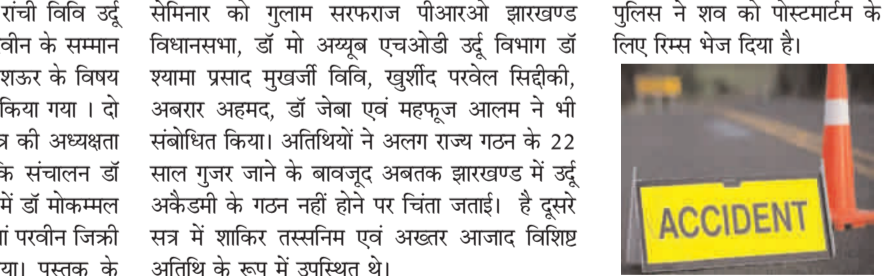 रांची विवि उर्दू
वीन के सम्मान
शऊर के विषय
किया गया । दो
की अध्यक्षता
संचालन डॉ
में डॉ मोकम्मल
परवीन जिक्री
पुस्तक के
सेमिनार को गुलाम सरफराज पीआरओ झारखण्ड
विधानसभा, डॉ मो अय्यूब एचओडी उर्दू विभाग डॉ
श्यामा प्रसाद मुखर्जी विवि, खुर्शीद परवेल सिद्दीकी,
अबरार अहमद, डॉ जेबा एवं महफूज आलम ने भी
संबोधित किया। अतिथियों ने अलग राज्य गठन के 22
साल गुजर जाने के बावजूद अबतक झारखण्ड में उर्दू
अकैडमी के गठन नहीं होने पर चिंता जताई। है दूसरे
सत्र में शाकिर तस्सनिम एवं अख्तर आजाद विशिष्ट
अतिथि के रूप में उपस्थित थे।
पुलिस ने शव को पोस्टमार्टम के
लिए रिम्स भेज दिया है।
ACCIDENT